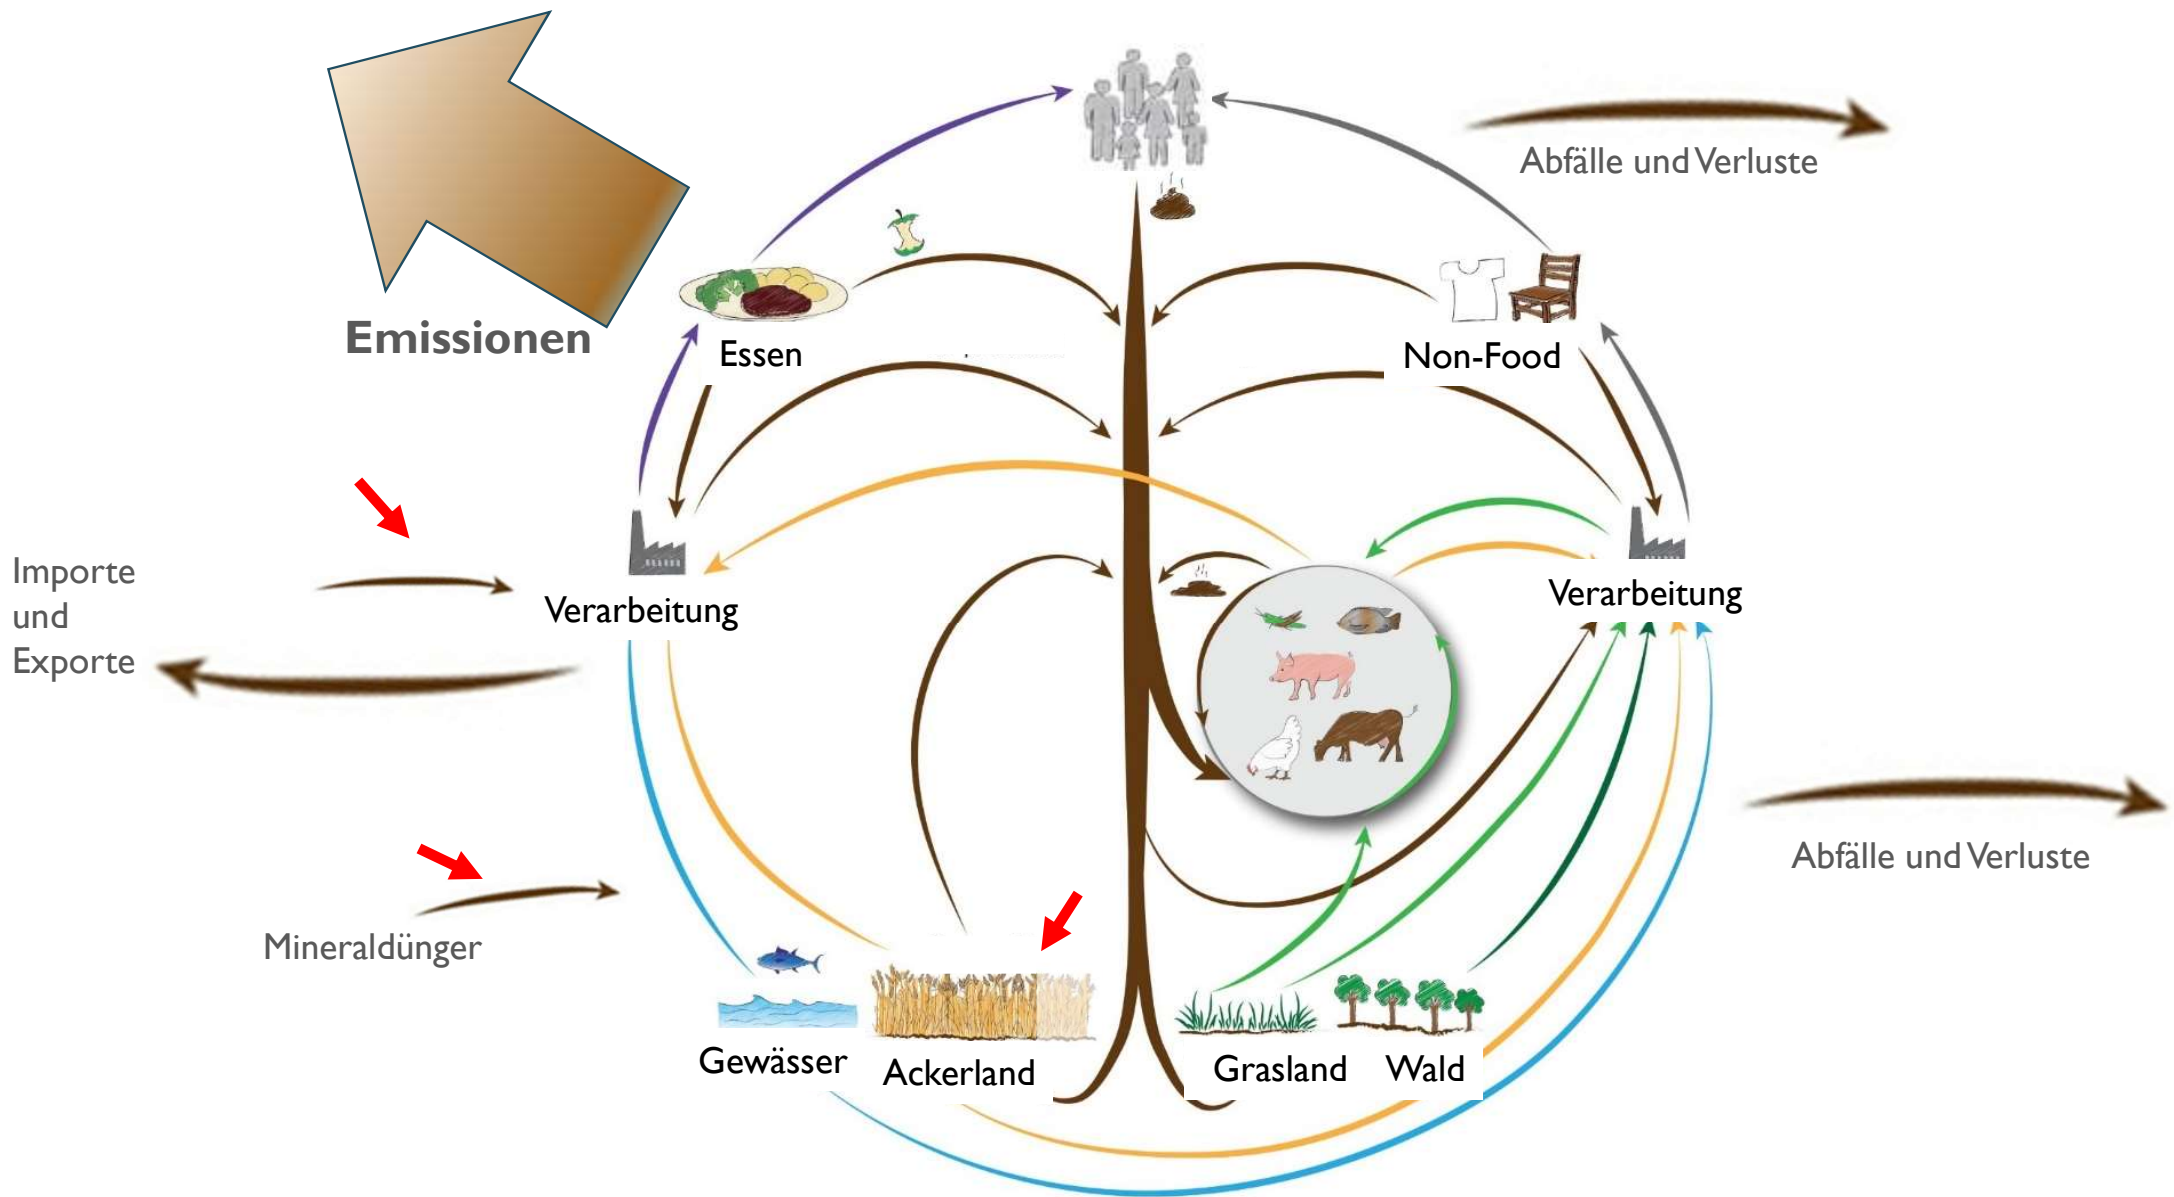 Abfälle und Verluste
Emissionen
Essen
Non-Food
Importe
und
Exporte
Verarbeitung
Verarbeitung
Abfälle und Verluste
Mineraldünger
Gewässer
Ackerland
Grasland
Wald